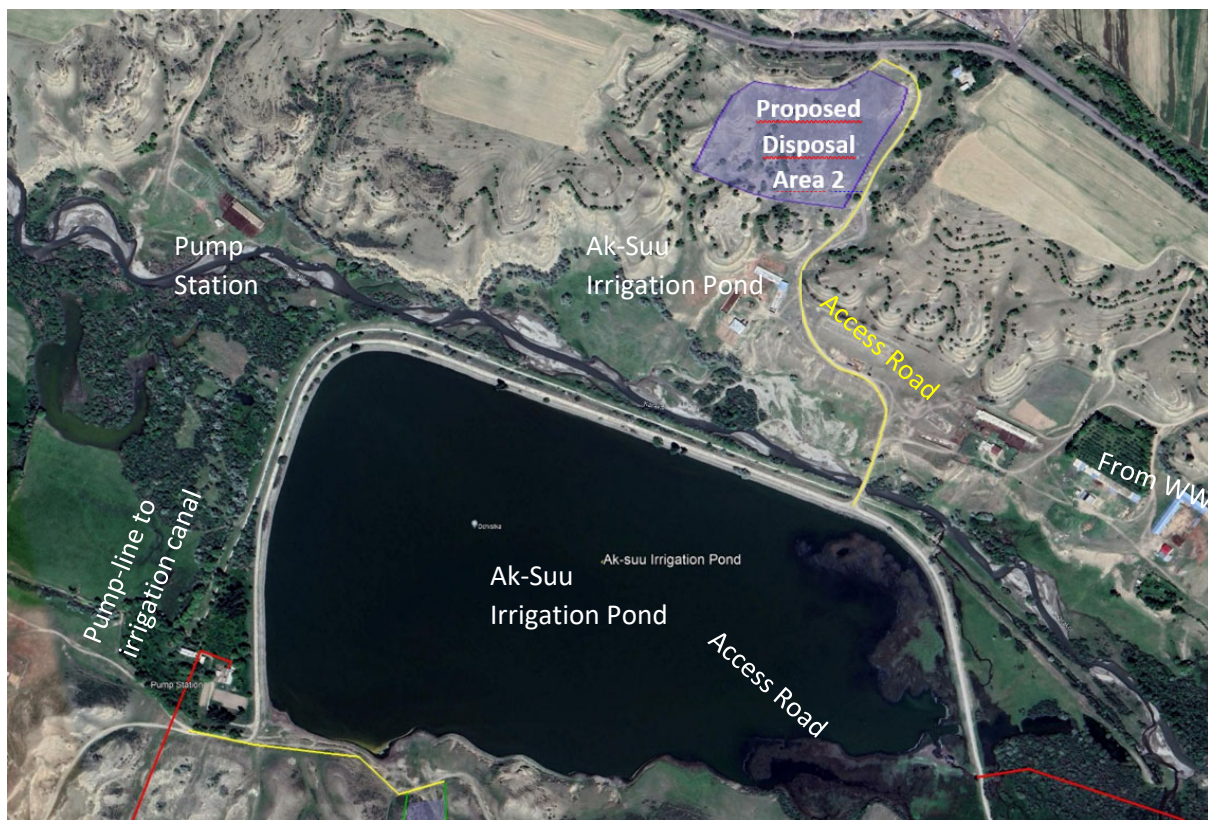 Proposed
Disposal
Area 2
Pump
Station
Ak-Suu
Irrigation Pond
Access Road
From WW
Pump-line to
irrigation canal
Ak-suu Irrigation Pond
Ak-Suu
Irrigation Pond
Access Road
Pump Station